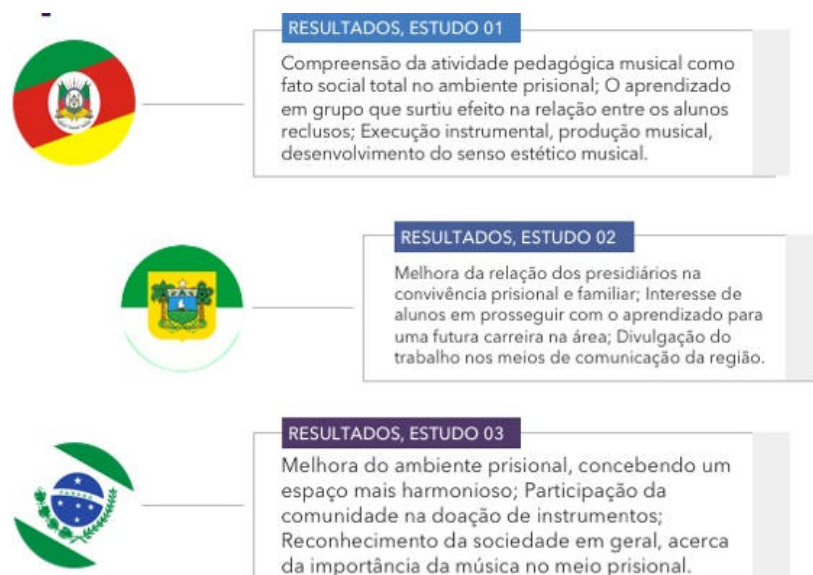 RESULTADOS, ESTUDO 01
Compreensão da atividade pedagógica musical como
fato social total no ambiente prisional; O aprendizado
em grupo que surtiu efeito na relação entre os alunos
reclusos; Execução instrumental, produção musical,
desenvolvimento do senso estético musical.
RESULTADOS, ESTUDO 02
Melhora da relação dos presidiários na
convivência prisional e familiar; Interesse de
alunos em prosseguir com o aprendizado para
uma futura carreira na área; Divulgação do
trabalho nos meios de comunicação da região.
RESULTADOS, ESTUDO 03
Melhora do ambiente prisional, concebendo um
espaço mais harmonioso; Participação da
comunidade na doação de instrumentos;
Reconhecimento da sociedade em geral, acerca
da importância da música no meio prisional.